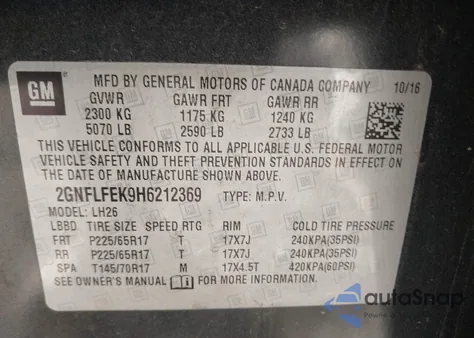 GM
MFD BY GENERAL MOTORS OF CANADA COMPANY 10/16
GVWR GAWR FRT GAWR RR
2300 KG 1175 KG 1240 KG
5070 LB 2590 LB 2733 LB
THIS VEHICLE CONFORMS TO ALL APPLICABLE U.S. FEDERAL MOTOR
VEHICLE SAFETY AND THEFT PREVENTION STANDARDS IN EFFECT ON
THE DATE OF MANUFACTURE SHOWN ABOVE.
2GNFLFEK9H6212369 TYPE: M.P.V.
MODEL: LH26
LBBD TIRE SIZE SPEED RTG RIM COLD TIRE PRESSURE
FRT P225/65R17 T 17X7J 240KPA(35PSI)
RR P225/65R17 T 17X7J 240KPA(35PSI)
SPA T145/70R17 M 17X4.5T 420KPA(60PSI)
SEE OWNER'S MANUAL FOR MORE INFORMATION.
autoSnap